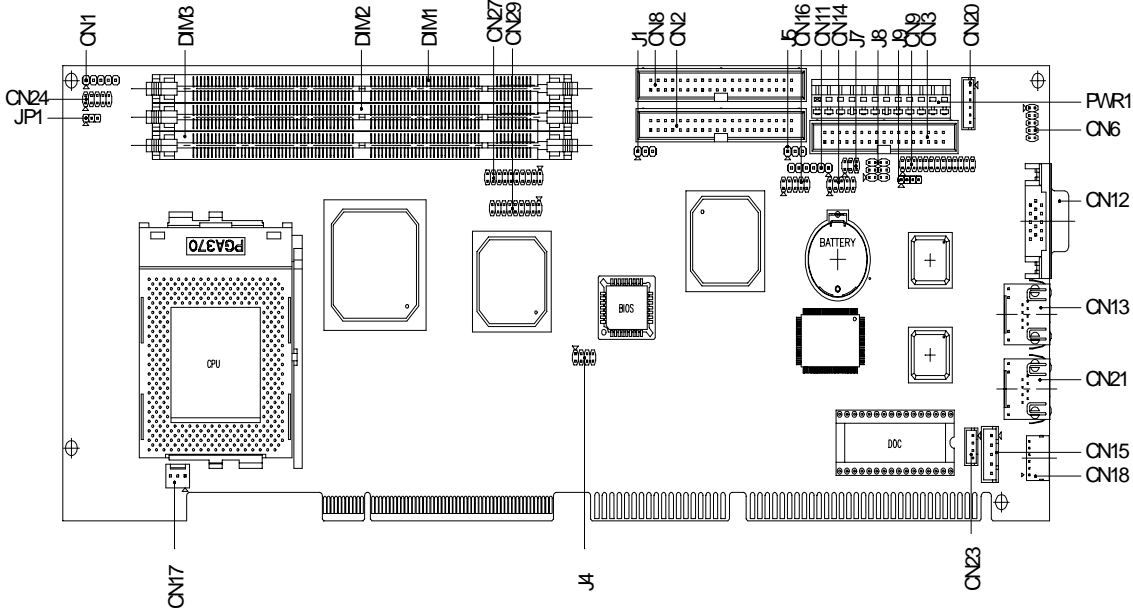 CN1
DIM3
DIM2
DIM1
CN27
CN29
J1
CN8
CN2
J5
CN16
CN11
CN14
J7
J8
J9
CN9
CN3
CN20
CN24
JP1
PWR1
CN6
CN12
PGA370
BATTERY
BIOS
CN13
CPU
CN21
DOC
CN15
CN18
CN17
J4
CN23